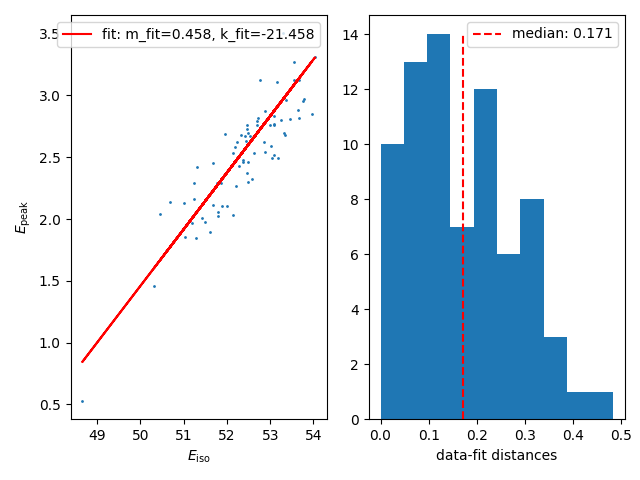 fit: m_fit=0.458, k_fit=-21.458
3.5
3.0
2.5
2.0
1.5
1.0
0.5
E_peak
49 50 51 52 53 54
E_iso
median: 0.171
14
12
10
8
6
4
2
0
0.0 0.1 0.2 0.3 0.4 0.5
data-fit distances